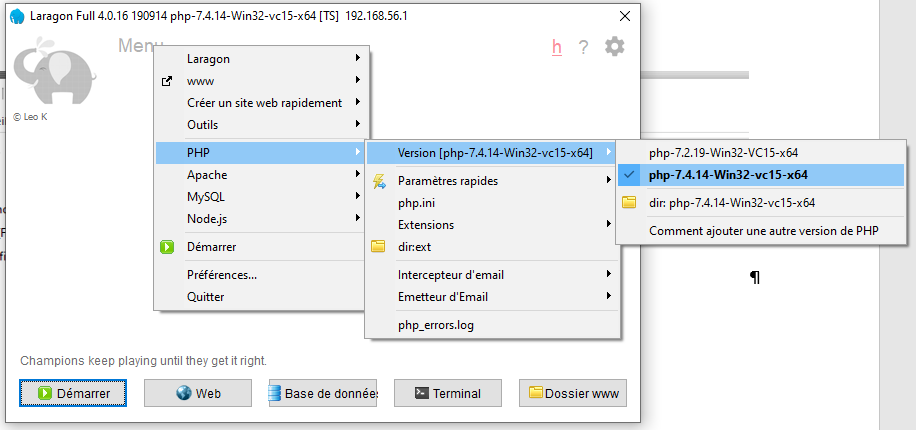 Laragon Full 4.0.16 190914 php-7.4.14-Win32-vc15-x64 [TS] 192.168.56.1
Menu
h ?
© Leo K
Laragon
www
Créer un site web rapidement
Outils
PHP
Apache
MySQL
Node.js
Démarrer
Préférences...
Quitter
Version [php-7.4.14-Win32-vc15-x64]
Paramètres rapides
php.ini
Extensions
dir:ext
Intercepteur d'email
Emetteur d'Email
php_errors.log
php-7.2.19-Win32-VC15-x64
php-7.4.14-Win32-vc15-x64
dir: php-7.4.14-Win32-vc15-x64
Comment ajouter une autre version de PHP
¶
Champions keep playing until they get it right.
Démarrer
Web
Base de données
Terminal
Dossier www